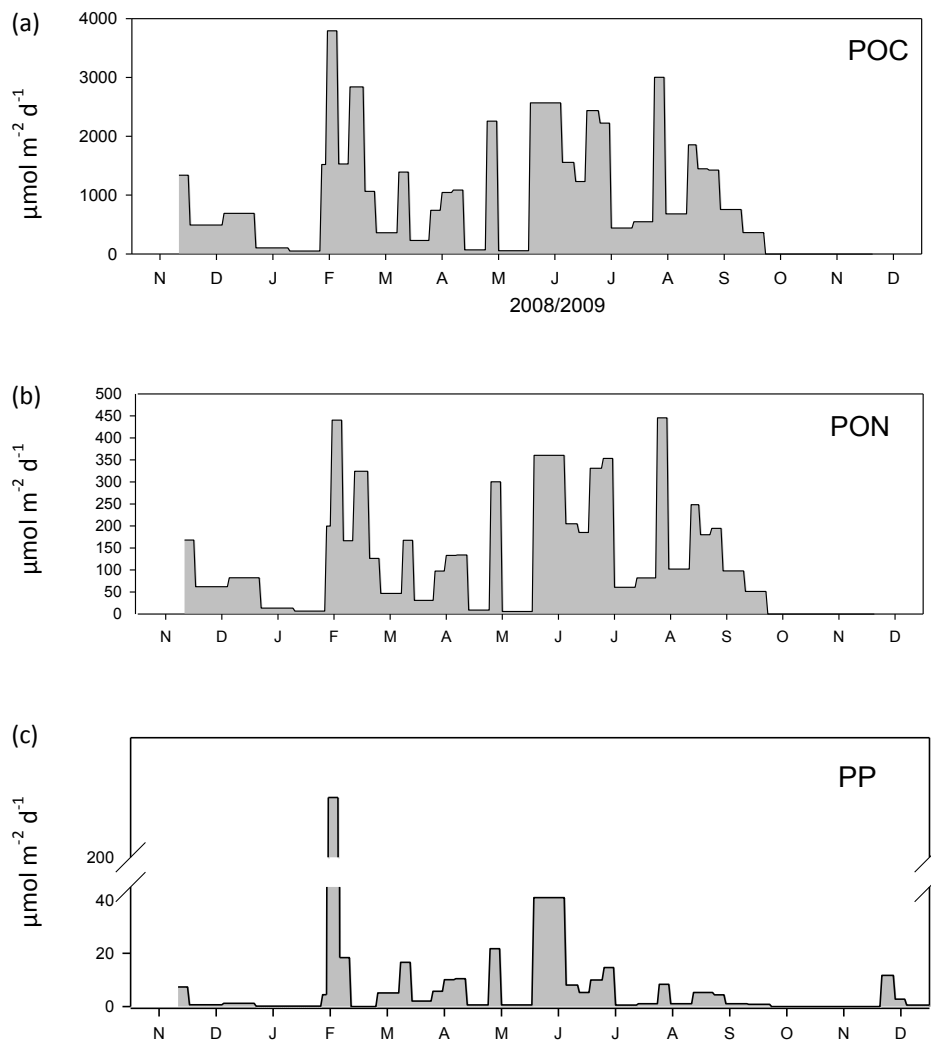 (a)
POC
µmol m-2 d-1
4000
3000
2000
1000
0
N D J F M A M J J A S O N D
2008/2009
(b)
PON
µmol m-2 d-1
500
450
400
350
300
250
200
150
100
50
0
N D J F M A M J J A S O N D
(c)
PP
µmol m-2 d-1
200
40
20
0
N D J F M A M J J A S O N D